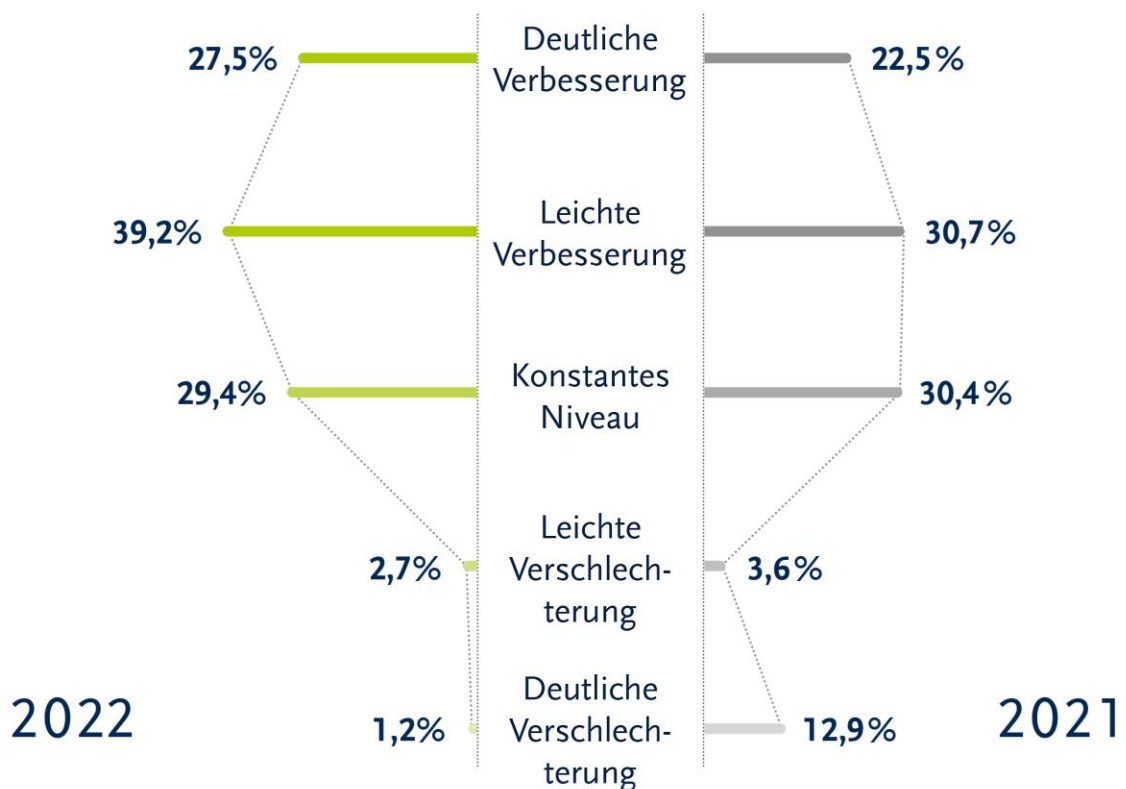 27,5%
Deutliche
Verbesserung
22,5%
39,2%
Leichte
Verbesserung
30,7%
29,4%
Konstantes
Niveau
30,4%
2,7%
Leichte
Verschlech-
terung
3,6%
2022
1,2%
Deutliche
Verschlech-
terung
12,9%
2021